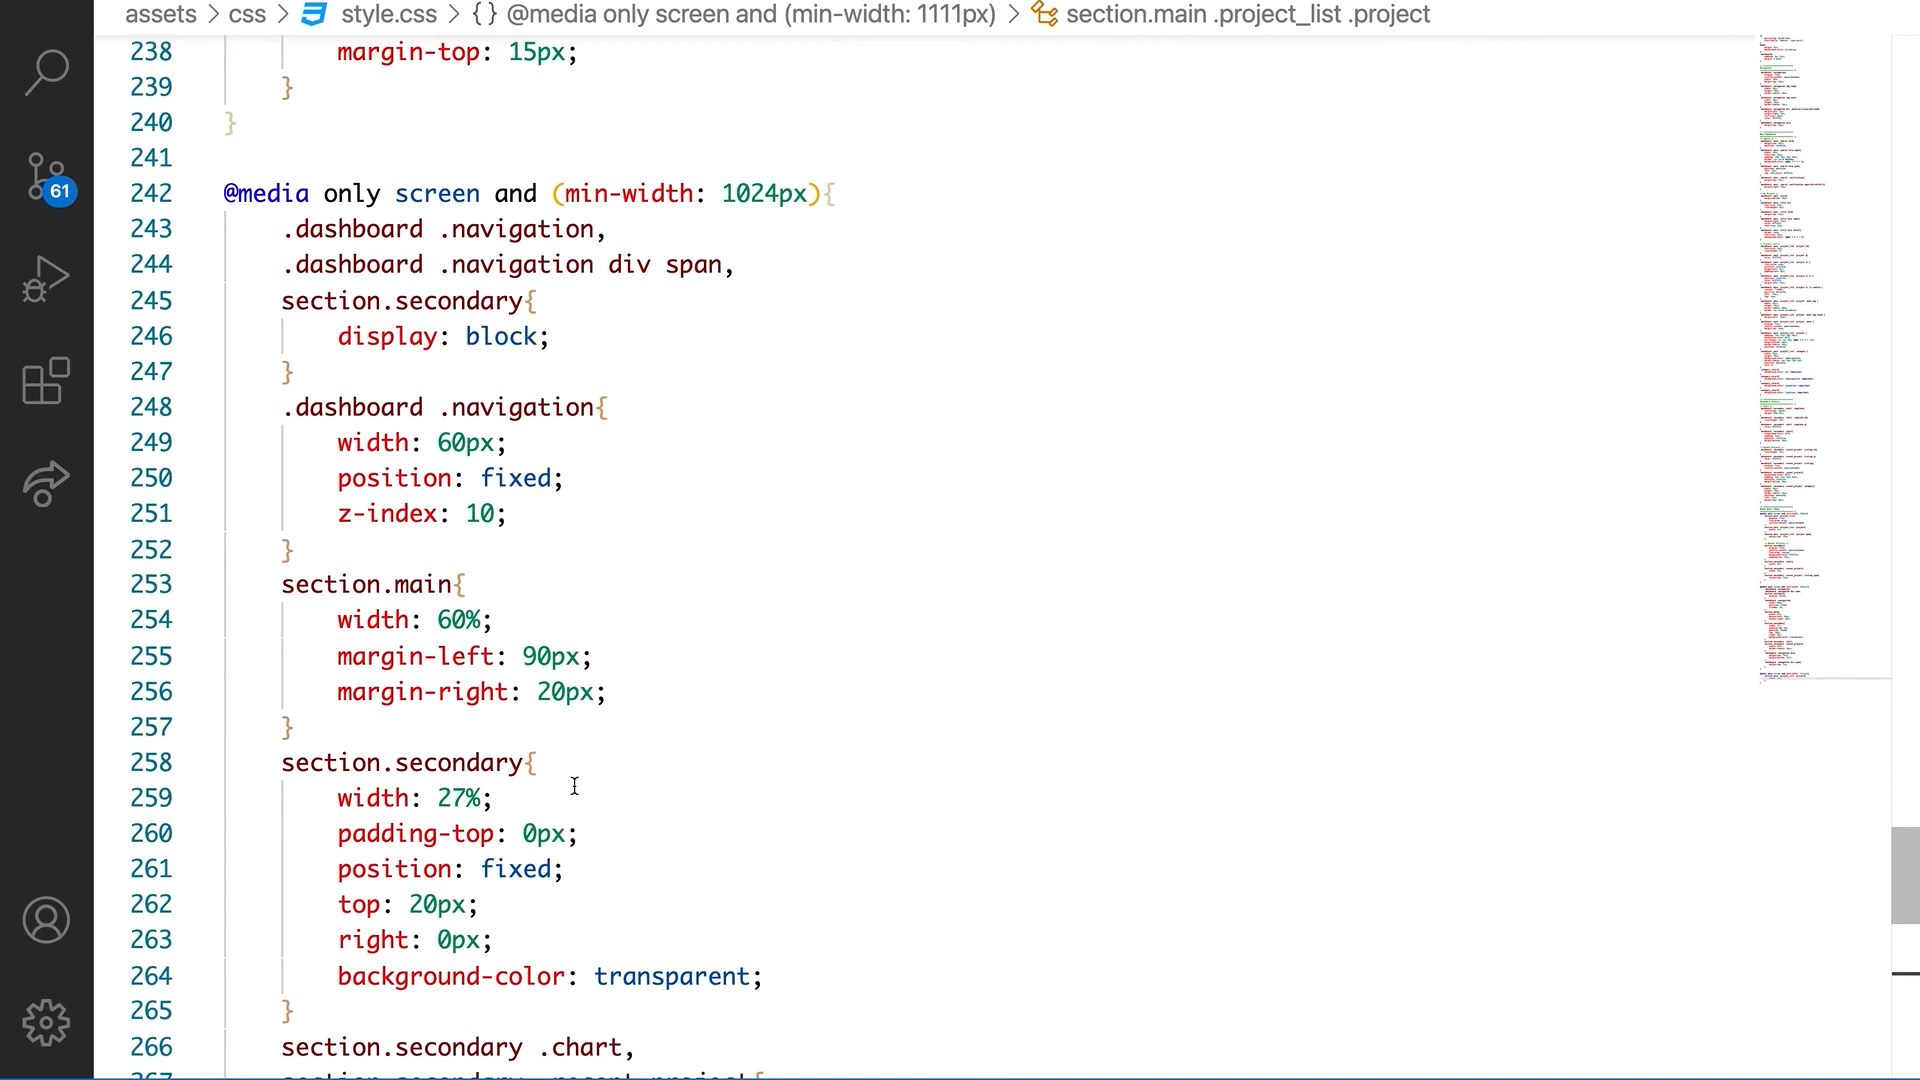 assets > css > style.css > {} @media only screen and (min-width: 1111px) > section.main .project_list .project
238 margin-top: 15px;
239 }
240 }
241
242 @media only screen and (min-width: 1024px){
243 .dashboard .navigation,
244 .dashboard .navigation div span,
245 section.secondary{
246 display: block;
247 }
248 .dashboard .navigation{
249 width: 60px;
250 position: fixed;
251 z-index: 10;
252 }
253 section.main{
254 width: 60%;
255 margin-left: 90px;
256 margin-right: 20px;
257 }
258 section.secondary{
259 width: 27%;
260 padding-top: 0px;
261 position: fixed;
262 top: 20px;
263 right: 0px;
264 background-color: transparent;
265 }
266 section.secondary .chart,
61